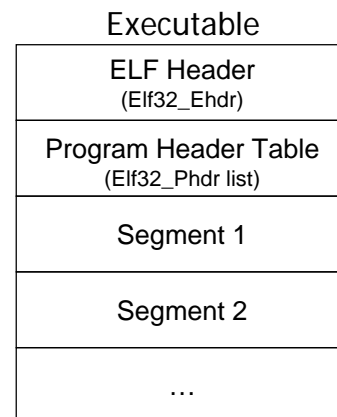 Executable
ELF Header
(Elf32_Ehdr)
Program Header Table
(Elf32_Phdr list)
Segment 1
Segment 2
…